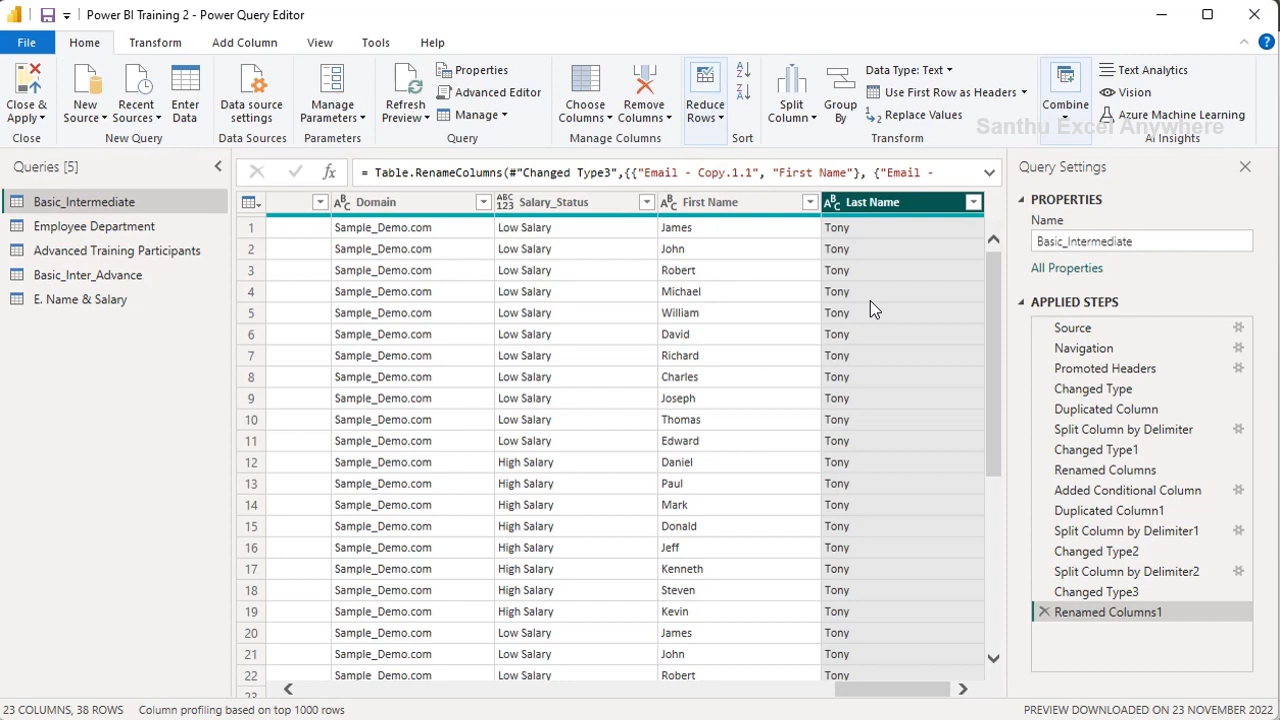 Power BI Training 2 - Power Query Editor
File Home Transform Add Column View Tools Help
Close & Apply
New Source
Recent Sources
Enter Data
Data source settings
Manage Parameters
Refresh Preview
Properties
Advanced Editor
Manage
Choose Columns
Remove Columns
Reduce Rows
Split Column
Group By
Data Type: Text
Use First Row as Headers
Replace Values
Combine
Text Analytics
Vision
Azure Machine Learning
Close New Query Data Sources Parameters Query Manage Columns Sort Transform AI Insights
Santhu Excel Anywhere
Queries [5]
Basic_Intermediate
Employee Department
Advanced Training Participants
Basic_Inter_Advance
E. Name & Salary
fx = Table.RenameColumns(#"Changed Type3",{{"Email - Copy.1.1", "First Name"}, {"Email -
ABC Domain ABC 123 Salary_Status ABC First Name ABC Last Name
1 Sample_Demo.com Low Salary James Tony
2 Sample_Demo.com Low Salary John Tony
3 Sample_Demo.com Low Salary Robert Tony
4 Sample_Demo.com Low Salary Michael Tony
5 Sample_Demo.com Low Salary William Tony
6 Sample_Demo.com Low Salary David Tony
7 Sample_Demo.com Low Salary Richard Tony
8 Sample_Demo.com Low Salary Charles Tony
9 Sample_Demo.com Low Salary Joseph Tony
10 Sample_Demo.com Low Salary Thomas Tony
11 Sample_Demo.com Low Salary Edward Tony
12 Sample_Demo.com High Salary Daniel Tony
13 Sample_Demo.com High Salary Paul Tony
14 Sample_Demo.com High Salary Mark Tony
15 Sample_Demo.com High Salary Donald Tony
16 Sample_Demo.com High Salary Jeff Tony
17 Sample_Demo.com High Salary Kenneth Tony
18 Sample_Demo.com High Salary Steven Tony
19 Sample_Demo.com High Salary Kevin Tony
20 Sample_Demo.com Low Salary James Tony
21 Sample_Demo.com Low Salary John Tony
22 Sample_Demo.com Low Salary Robert Tony
23
Query Settings
PROPERTIES
Name
Basic_Intermediate
All Properties
APPLIED STEPS
Source
Navigation
Promoted Headers
Changed Type
Duplicated Column
Split Column by Delimiter
Changed Type1
Renamed Columns
Added Conditional Column
Duplicated Column1
Split Column by Delimiter1
Changed Type2
Split Column by Delimiter2
Changed Type3
Renamed Columns1
23 COLUMNS, 38 ROWS Column profiling based on top 1000 rows PREVIEW DOWNLOADED ON 23 NOVEMBER 2022